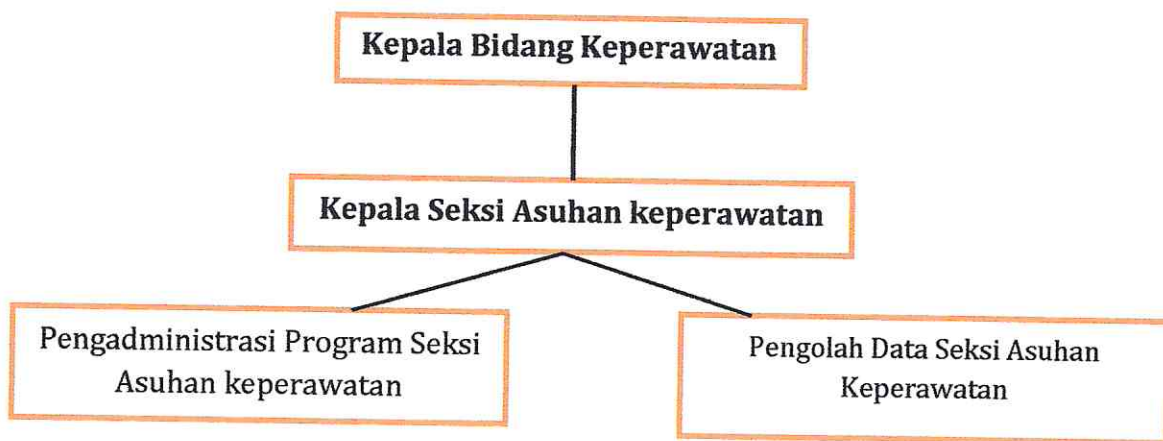 Kepala Bidang Keperawatan
Kepala Seksi Asuhan keperawatan
Pengadministrasi Program Seksi
Asuhan keperawatan
Pengolah Data Seksi Asuhan
Keperawatan